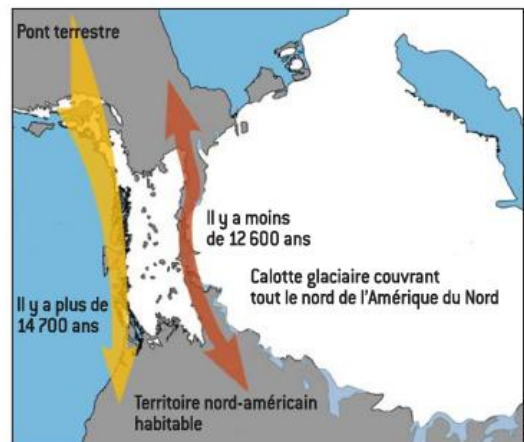 Pont terrestre
Il y a moins
de 12 600 ans
Calotte glaciaire couvrant
tout le nord de l'Amérique du Nord
Il y a plus de
14 700 ans
Territoire nord-américain
habitable